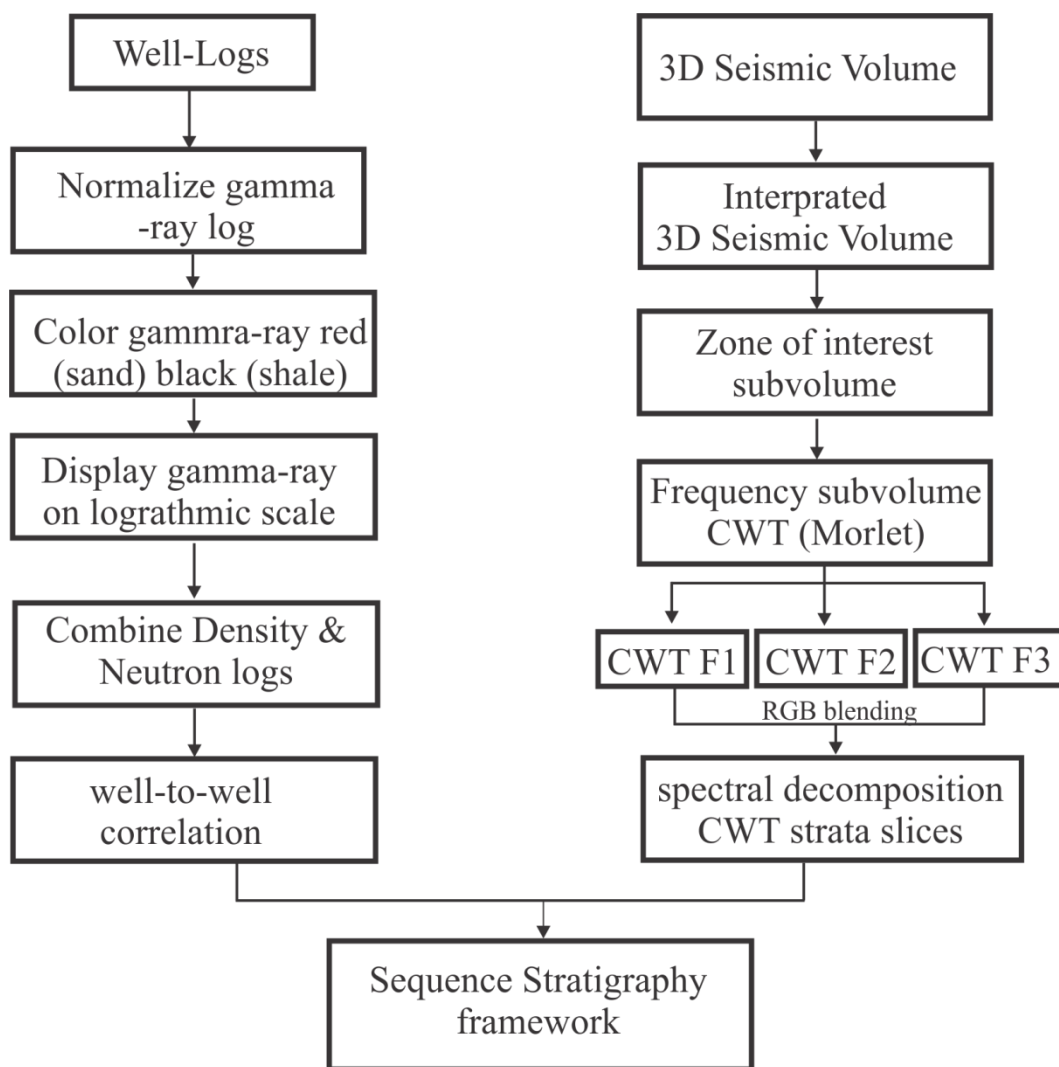 Well-Logs
Normalize gamma
-ray log
Color gammra-ray red
(sand) black (shale)
Display gamma-ray
on lograthmic scale
Combine Density &
Neutron logs
well-to-well
correlation
3D Seismic Volume
Interprated
3D Seismic Volume
Zone of interest
subvolume
Frequency subvolume
CWT (Morlet)
CWT F1
CWT F2
CWT F3
RGB blending
spectral decomposition
CWT strata slices
Sequence Stratigraphy
framework